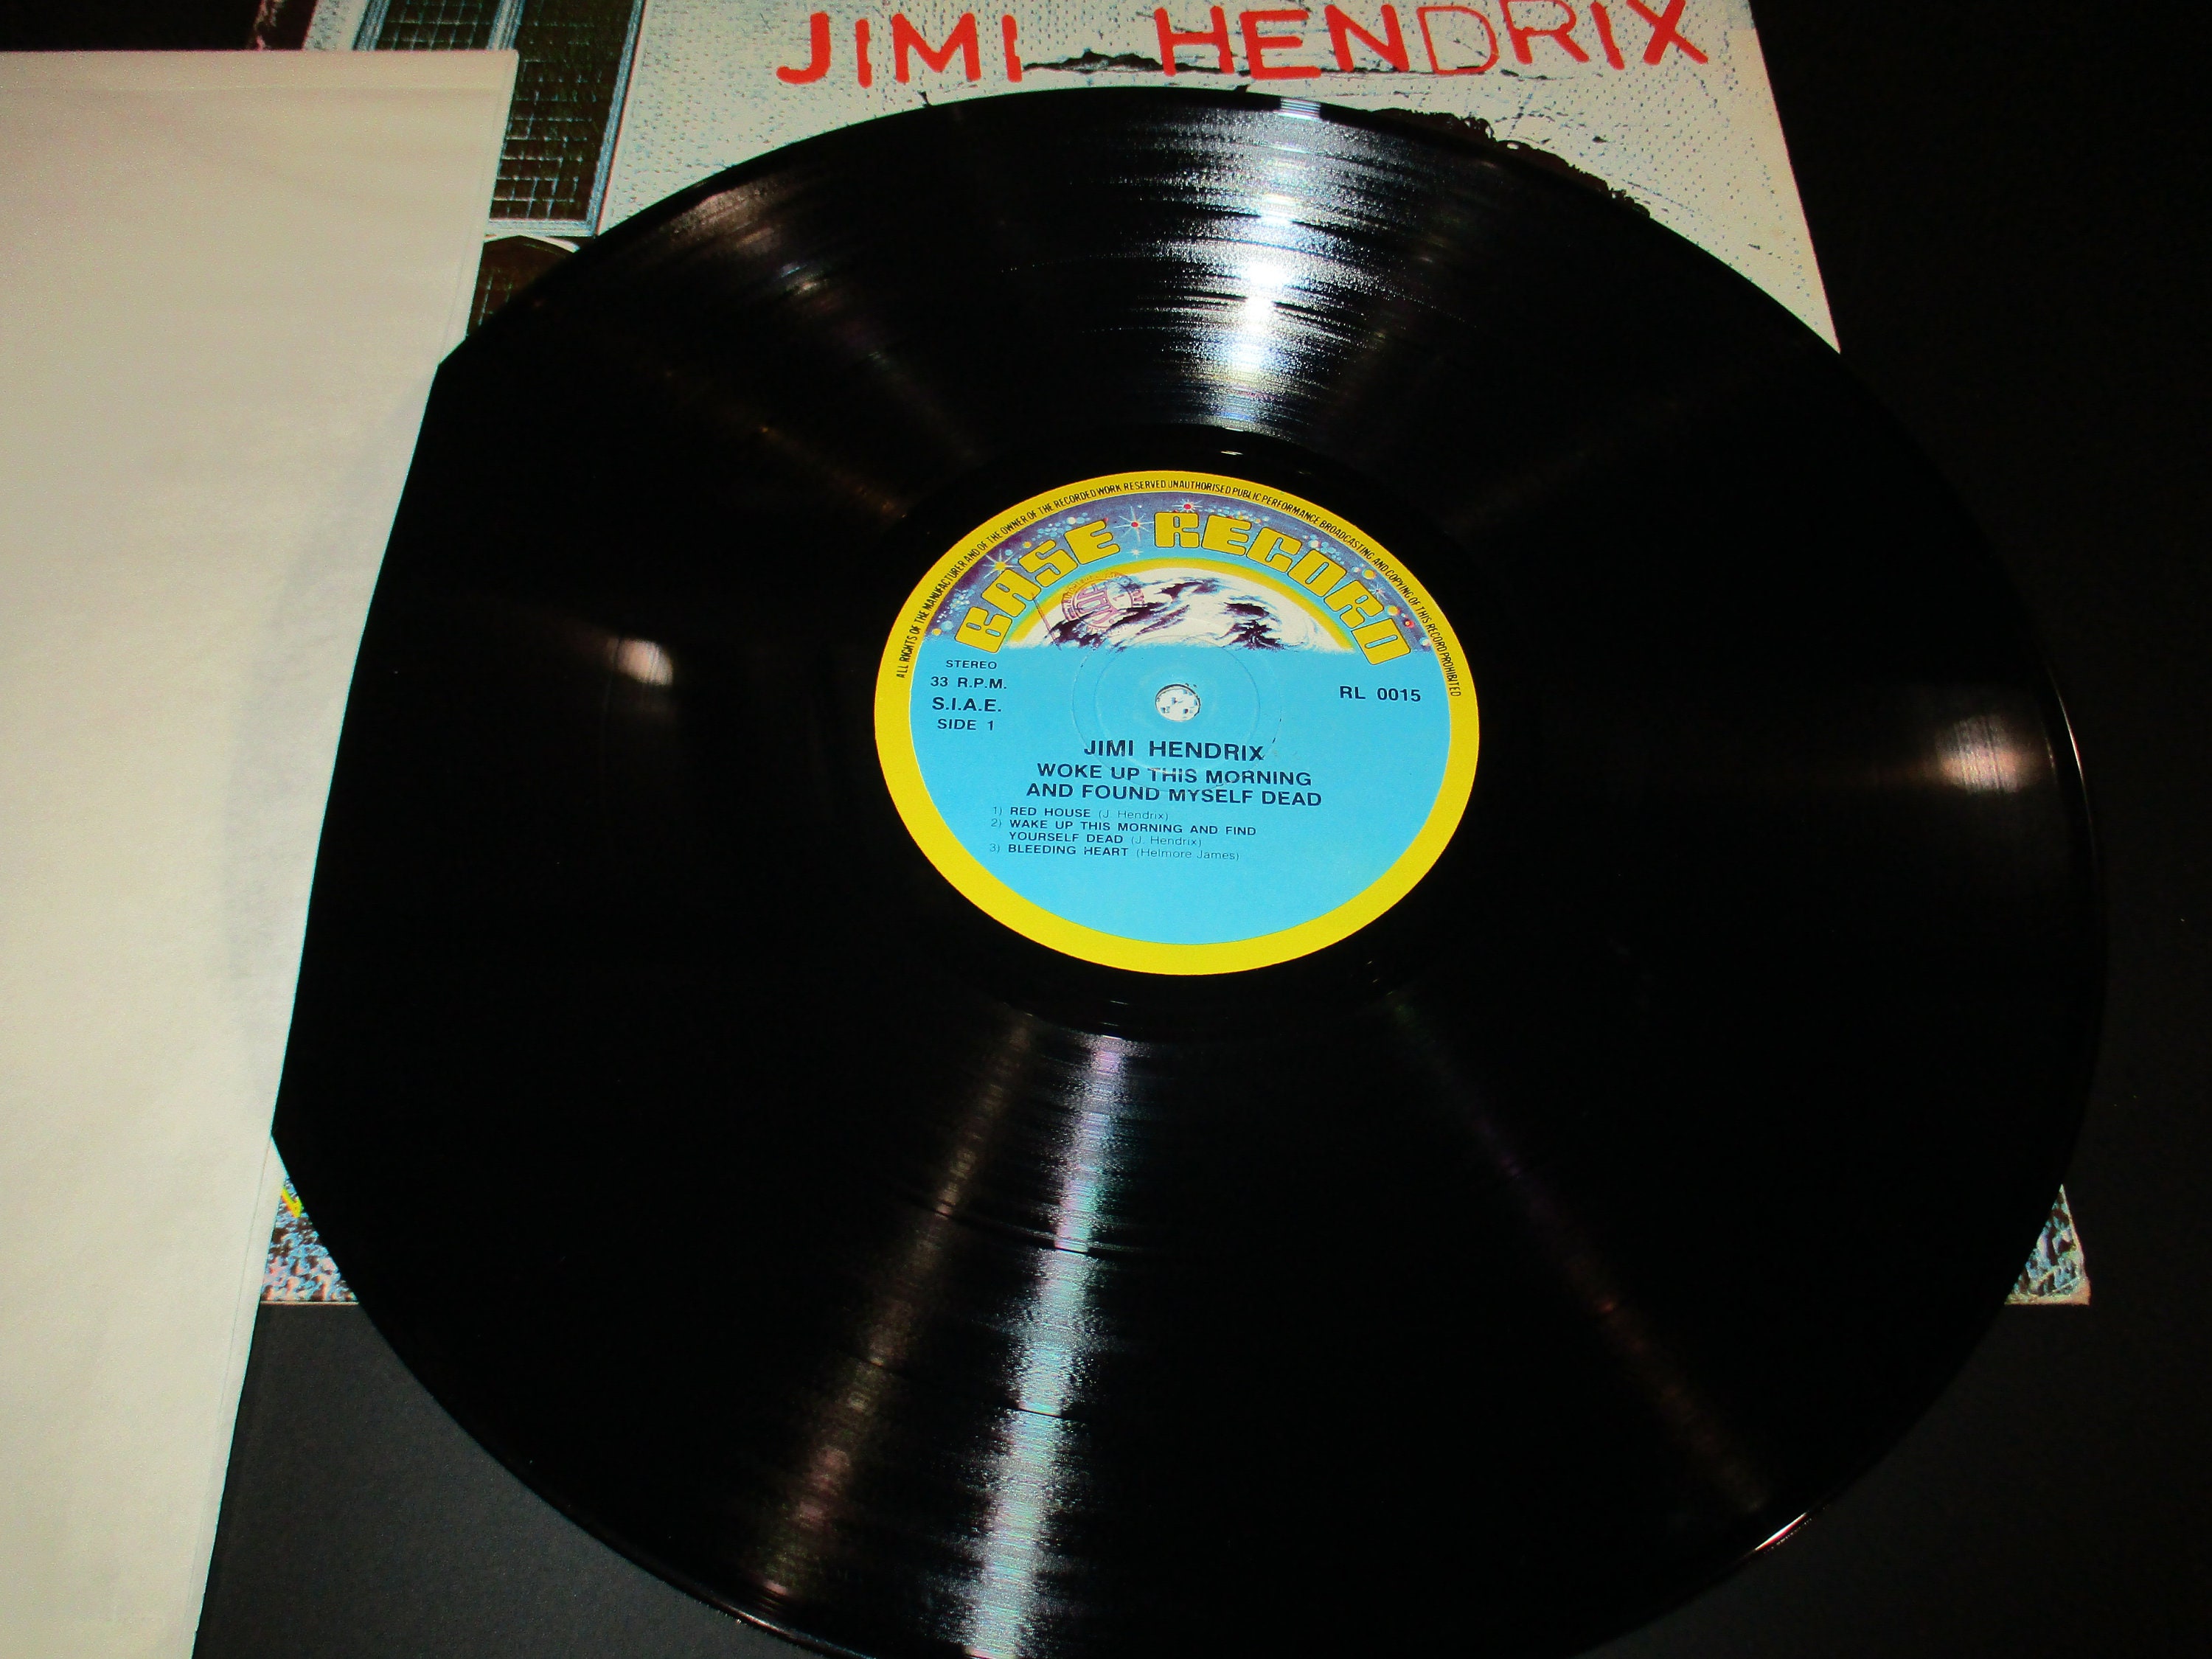 JIMI HENDRIX
ALL RIGHTS OF THE MANUFACTURER AND OF THE OWNER OF THE RECORDED WORK RESERVED UNAUTHORISED PUBLIC PERFORMANCE BROADCASTING AND COPYING OF THIS RECORD PROHIBITED
BASE RECORD
STEREO
33 R.P.M.
S.I.A.E.
SIDE 1
RL 0015
JIMI HENDRIX
WOKE UP THIS MORNING
AND FOUND MYSELF DEAD
1) RED HOUSE (J. Hendrix)
2) WAKE UP THIS MORNING AND FIND
YOURSELF DEAD (J. Hendrix)
3) BLEEDING HEART (Helmore James)